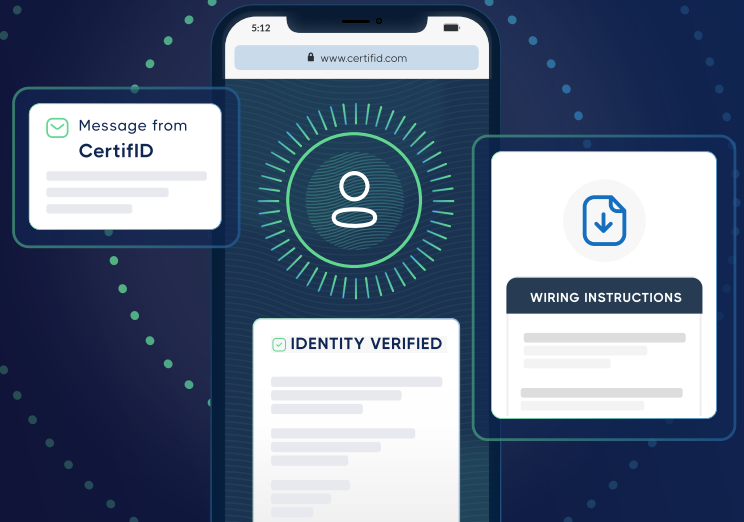 5:12
www.certifid.com
Message from
CertifID
IDENTITY VERIFIED
WIRING INSTRUCTIONS